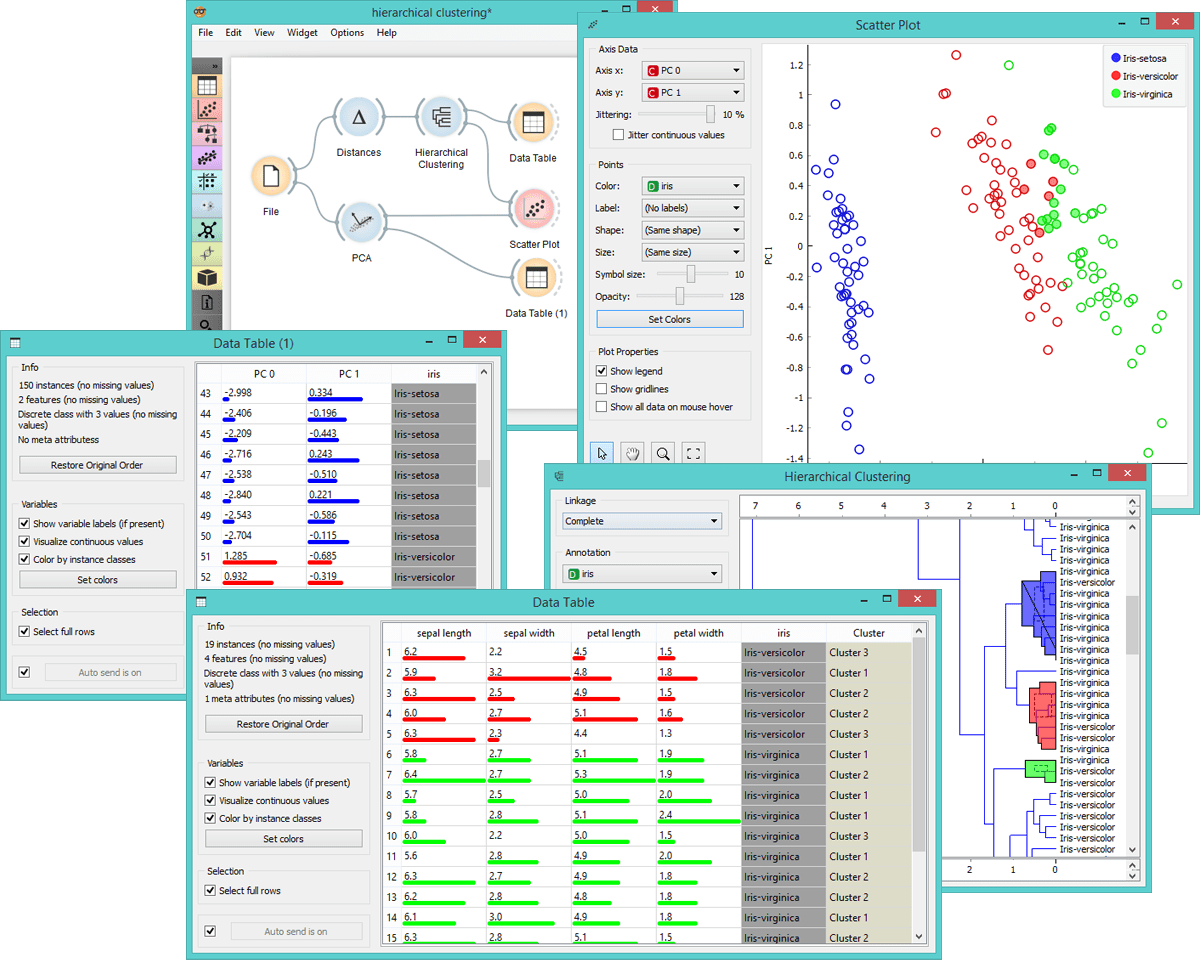 hierarchical clustering*
File Edit View Widget Options Help
»
File
Distances
Hierarchical
Clustering
Data Table
PCA
Scatter Plot
Data Table (1)
Scatter Plot
Axis Data
Axis x: C PC 0
Axis y: C PC 1
Jittering: 10 %
Jitter continuous values
Points
Color: D iris
Label: (No labels)
Shape: (Same shape)
Size: (Same size)
Symbol size: 10
Opacity: 128
Set Colors
Plot Properties
Show legend
Show gridlines
Show all data on mouse hover
PC 1
1.2
1
0.8
0.6
0.4
0.2
0
-0.2
-0.4
-0.6
-0.8
-1
-1.2
-1.4
Iris-setosa
Iris-versicolor
Iris-virginica
Data Table (1)
Info
150 instances (no missing values)
2 features (no missing values)
Discrete class with 3 values (no missing
values)
No meta attributess
Restore Original Order
Variables
Show variable labels (if present)
Visualize continuous values
Color by instance classes
Set colors
Selection
Select full rows
Auto send is on
PC 0 PC 1 iris
43 -2.998 0.334 Iris-setosa
44 -2.406 -0.196 Iris-setosa
45 -2.209 -0.443 Iris-setosa
46 -2.716 0.243 Iris-setosa
47 -2.538 -0.510 Iris-setosa
48 -2.840 0.221 Iris-setosa
49 -2.543 -0.586 Iris-setosa
50 -2.704 -0.115 Iris-setosa
51 1.285 -0.685 Iris-versicolor
52 0.932 -0.319 Iris-versicolor
Hierarchical Clustering
Linkage
Complete
Annotation
D iris
7 6 5 4 3 2 1 0
Iris-virginica
Iris-virginica
Iris-virginica
Iris-virginica
Iris-virginica
Iris-versicolor
Iris-virginica
Iris-virginica
Iris-virginica
Iris-virginica
Iris-virginica
Iris-virginica
Iris-virginica
Iris-virginica
Iris-virginica
Iris-virginica
Iris-virginica
Iris-virginica
Iris-versicolor
Iris-versicolor
Iris-virginica
Iris-virginica
Iris-versicolor
Iris-versicolor
Iris-versicolor
Iris-versicolor
Iris-versicolor
Iris-versicolor
Iris-versicolor
Iris-versicolor
2 1 0
Data Table
Info
19 instances (no missing values)
4 features (no missing values)
Discrete class with 3 values (no missing
values)
1 meta attributes (no missing values)
Restore Original Order
Variables
Show variable labels (if present)
Visualize continuous values
Color by instance classes
Set colors
Selection
Select full rows
Auto send is on
sepal length sepal width petal length petal width iris Cluster
1 6.2 2.2 4.5 1.5 Iris-versicolor Cluster 3
2 5.9 3.2 4.8 1.8 Iris-versicolor Cluster 1
3 6.3 2.5 4.9 1.5 Iris-versicolor Cluster 2
4 6.0 2.7 5.1 1.6 Iris-versicolor Cluster 2
5 6.3 2.3 4.4 1.3 Iris-versicolor Cluster 3
6 5.8 2.7 5.1 1.9 Iris-virginica Cluster 1
7 6.4 2.7 5.3 1.9 Iris-virginica Cluster 2
8 5.7 2.5 5.0 2.0 Iris-virginica Cluster 1
9 5.8 2.8 5.1 2.4 Iris-virginica Cluster 1
10 6.0 2.2 5.0 1.5 Iris-virginica Cluster 3
11 5.6 2.8 4.9 2.0 Iris-virginica Cluster 1
12 6.3 2.7 4.9 1.8 Iris-virginica Cluster 2
13 6.2 2.8 4.8 1.8 Iris-virginica Cluster 2
14 6.1 3.0 4.9 1.8 Iris-virginica Cluster 1
15 6.3 2.8 5.1 1.5 Iris-virginica Cluster 2